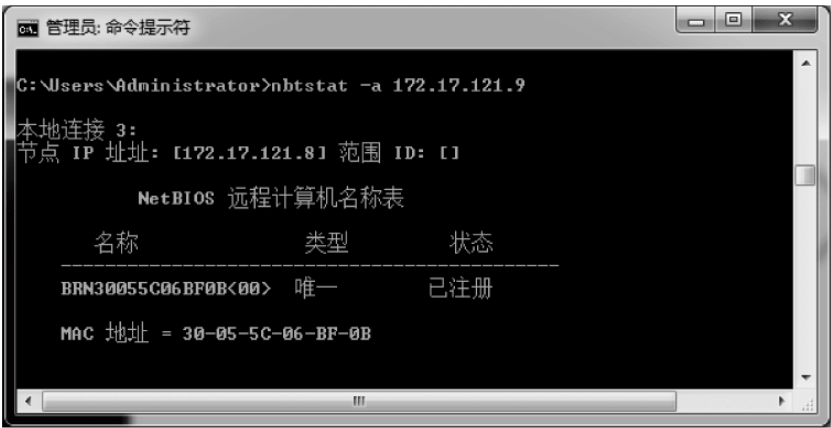 管理员: 命令提示符
C:\Users\Administrator>nbtstat -a 172.17.121.9
本地连接 3:
节点 IP 址址: [172.17.121.8] 范围 ID: []
NetBIOS 远程计算机名称表
名称 类型 状态
---------------------------------------------
BRN30055C06BF0B<00> 唯一 已注册
MAC 地址 = 30-05-5C-06-BF-0B